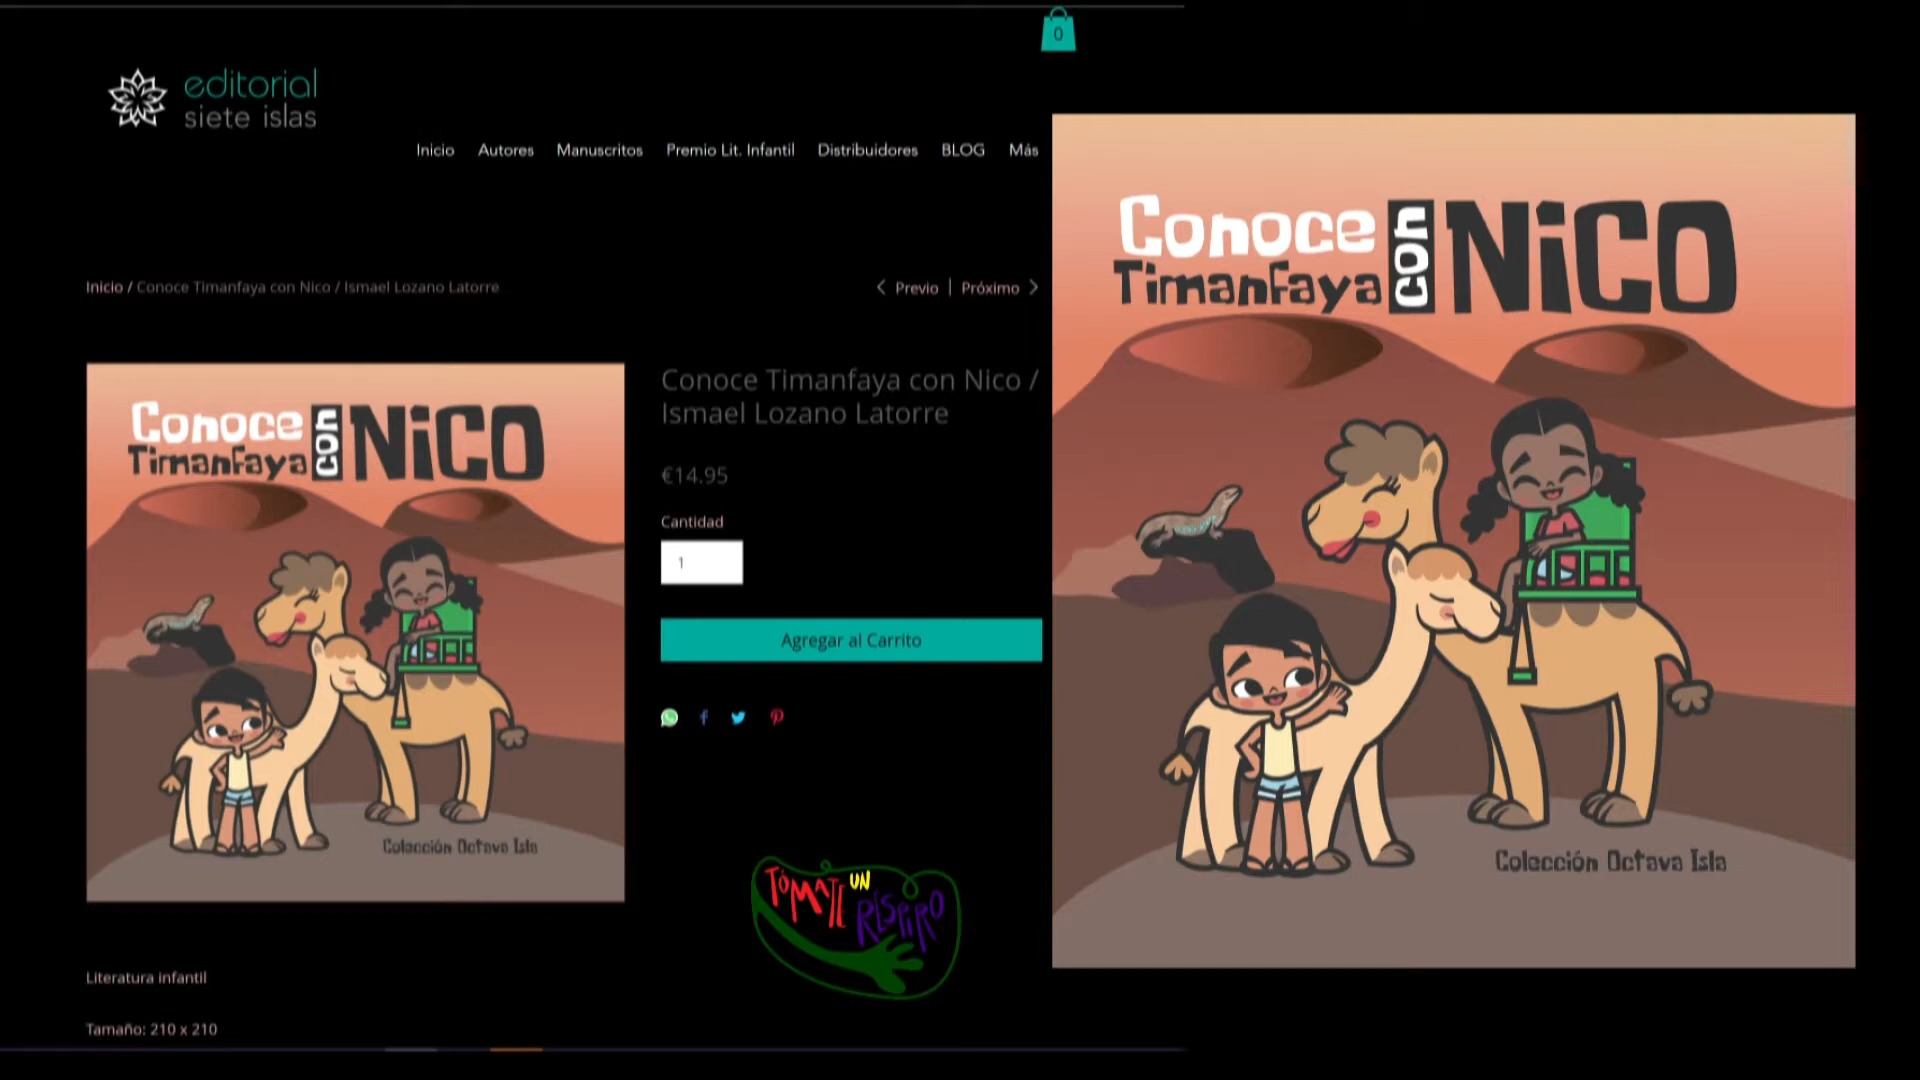 0
editorial
siete islas
Inicio Autores Manuscritos Premio Lit. Infantil Distribuidores BLOG Más
Inicio / Conoce Timanfaya con Nico / Ismael Lozano Latorre
Previo | Próximo
Conoce
Timanfaya
con
NiCO
Colección Octava Isla
Conoce Timanfaya con Nico /
Ismael Lozano Latorre
€14.95
Cantidad
1
Agregar al Carrito
TÓMATE UN
RESPIRO
Literatura infantil
Tamaño: 210 x 210
Conoce
Timanfaya
con
NiCO
Colección Octava Isla